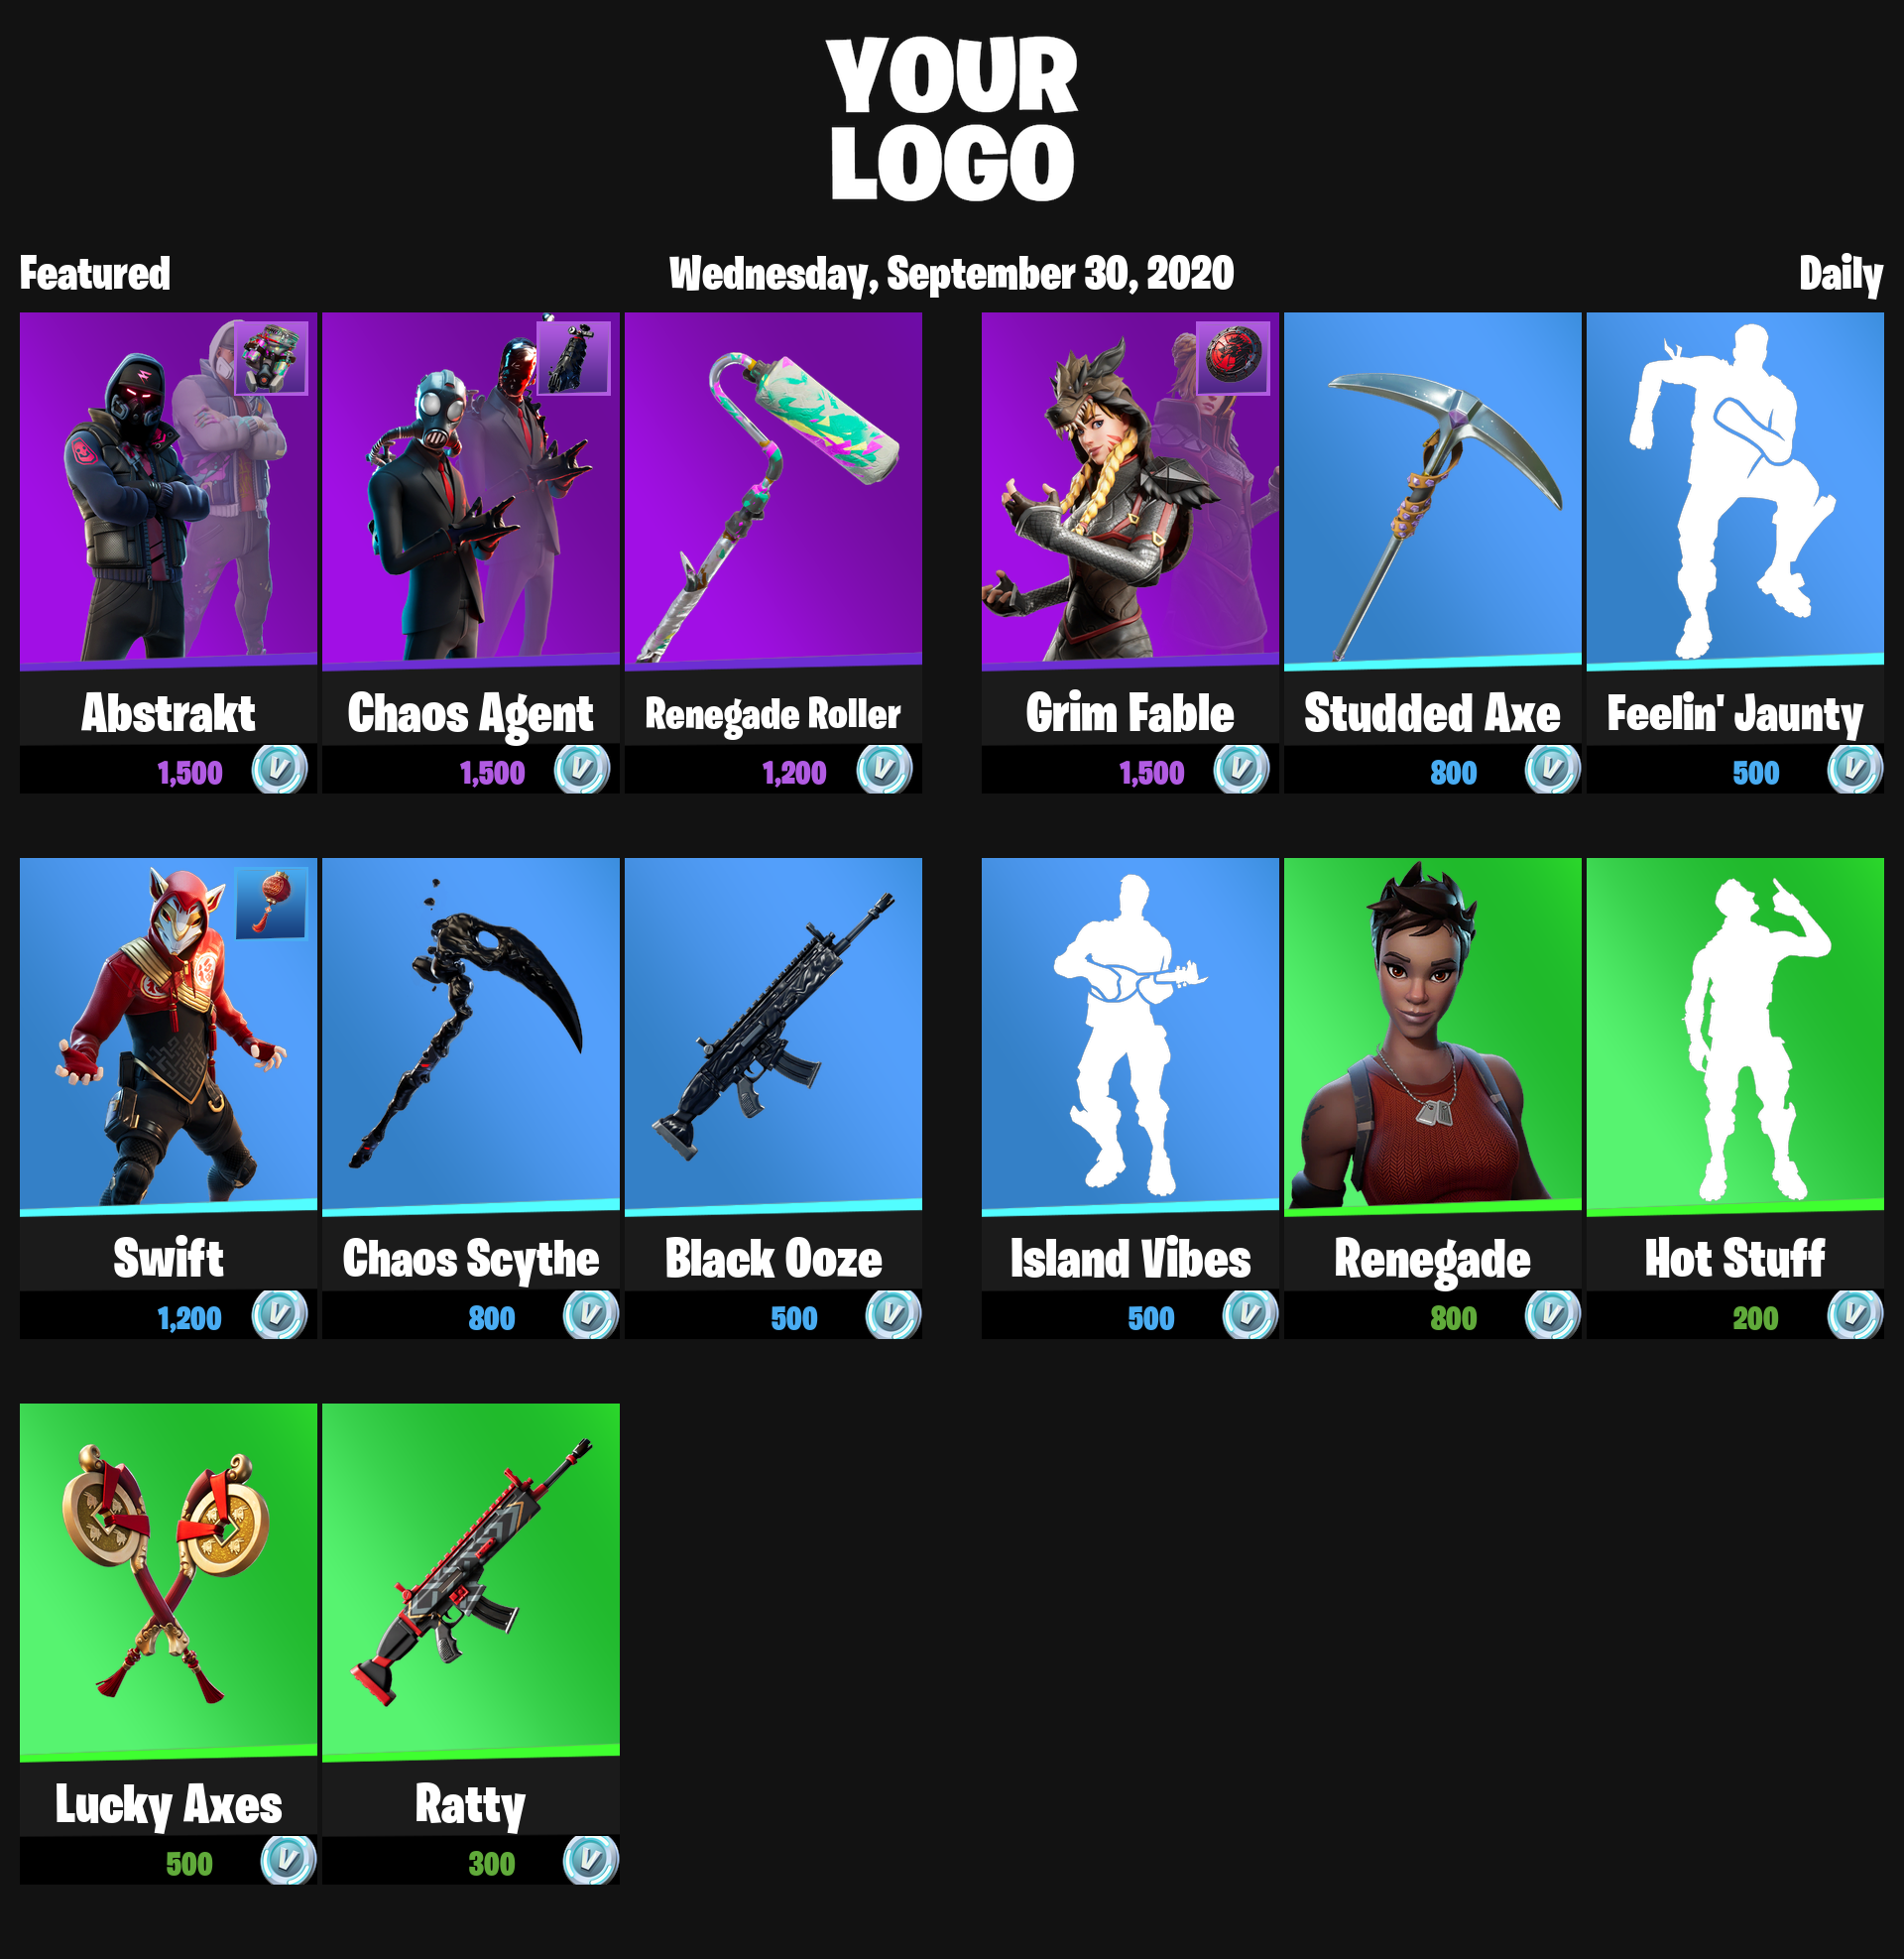 YOUR
LOGO
Featured
Wednesday, September 30, 2020
Daily
Abstrakt
1,500
Chaos Agent
1,500
Renegade Roller
1,200
Grim Fable
1,500
Studded Axe
800
Feelin' Jaunty
500
Swift
1,200
Chaos Scythe
800
Black Ooze
500
Island Vibes
500
Renegade
800
Hot Stuff
200
Lucky Axes
500
Ratty
300